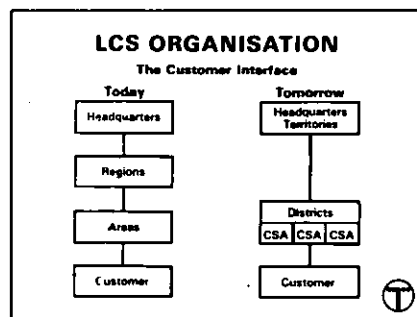 LCS ORGANISATION
The Customer Interface
Today
Headquarters
Regions
Areas
Customer
Tomorrow
Headquarters
Territories
Districts
CSA CSA CSA
Customer
T